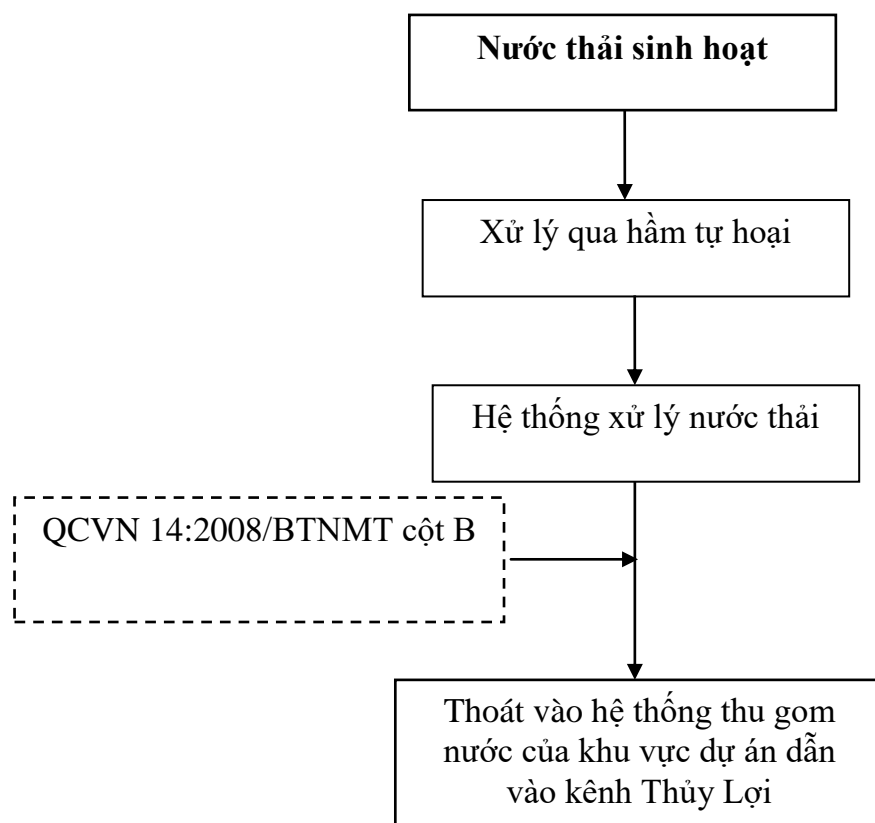 Nước thải sinh hoạt
Xử lý qua hầm tự hoại
Hệ thống xử lý nước thải
QCVN 14:2008/BTNMT cột B
Thoát vào hệ thống thu gom
nước của khu vực dự án dẫn
vào kênh Thủy Lợi